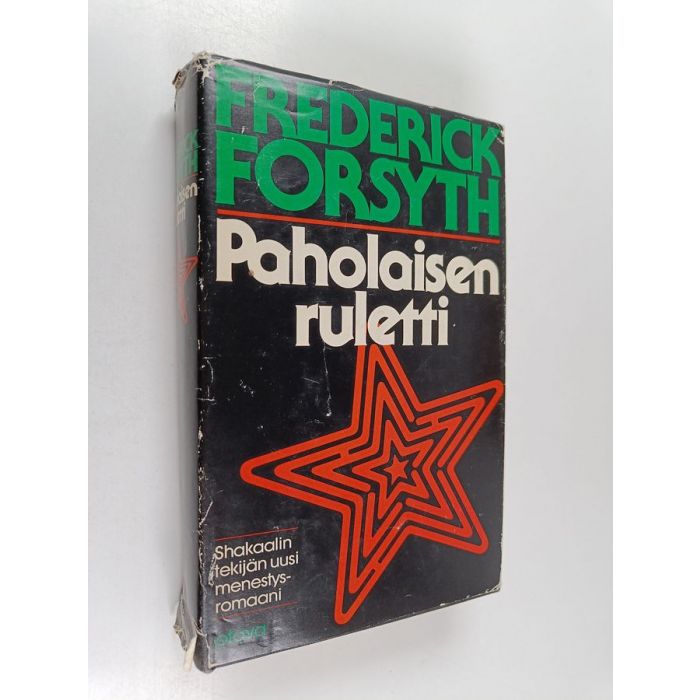 FREDERICK
FORSYTH
Paholaisen
ruletti
Shakaalin
tekijän uusi
menestys-
romaani
otava